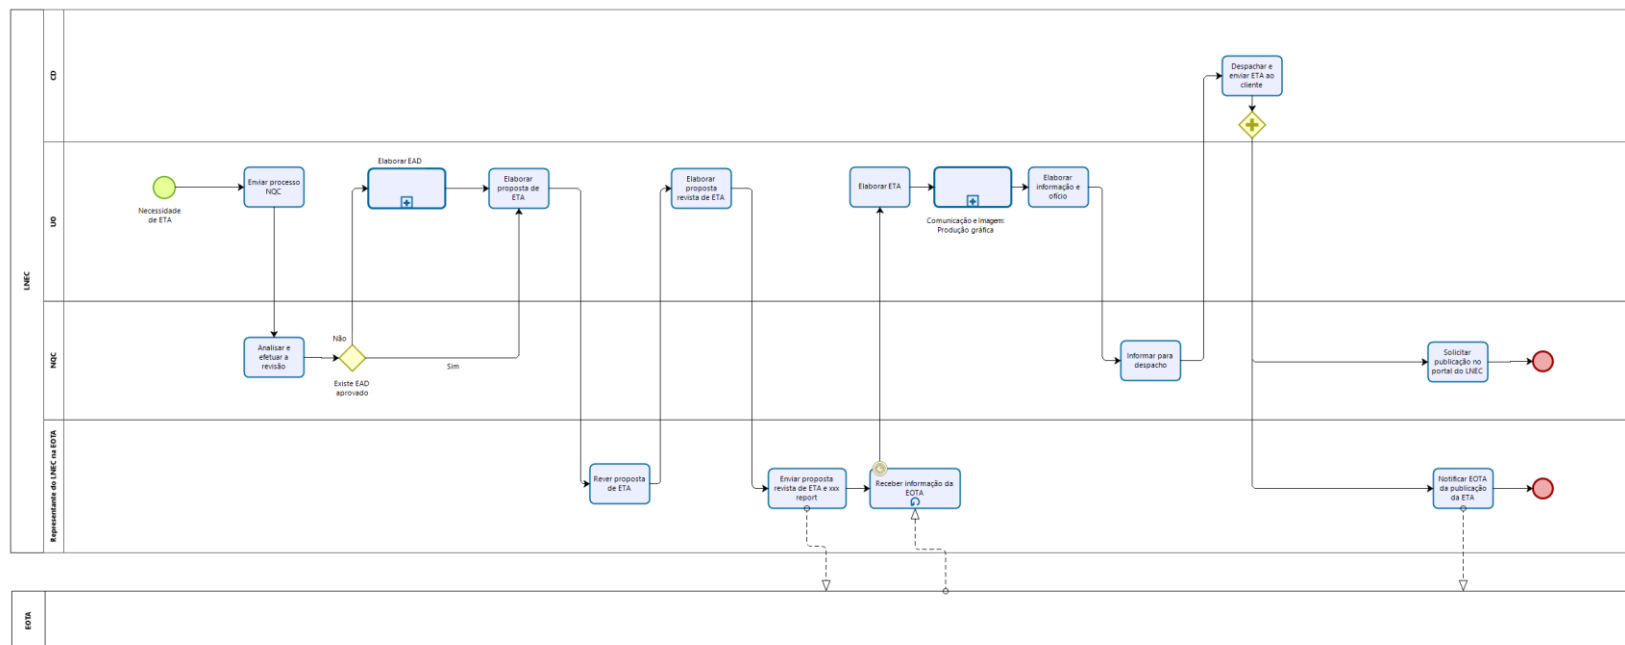 LNEC
CD
Despachar e
enviar ETA ao
cliente
UO
Necessidade
de ETA
Enviar processo
NQC
Elaborar EAD
Elaborar
proposta de
ETA
Elaborar
proposta
revista de ETA
Elaborar ETA
Comunicação e Imagem:
Produção gráfica
Elaborar
informação e
ofício
NQC
Analisar e
efetuar a
revisão
Não
Existe EAD
aprovado
Sim
Informar para
despacho
Solicitar
publicação no
portal do LNEC
Representante do LNEC na EOTA
Rever proposta
de ETA
Enviar proposta
revista de ETA e xxx
report
Receber informação da
EOTA
Notificar EOTA
da publicação
da ETA
EOTA